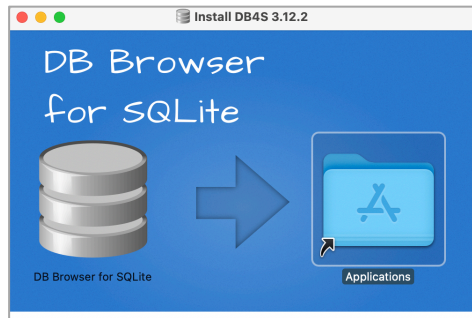 Install DB4S 3.12.2
DB Browser
for SQLite
DB Browser for SQLite
Applications